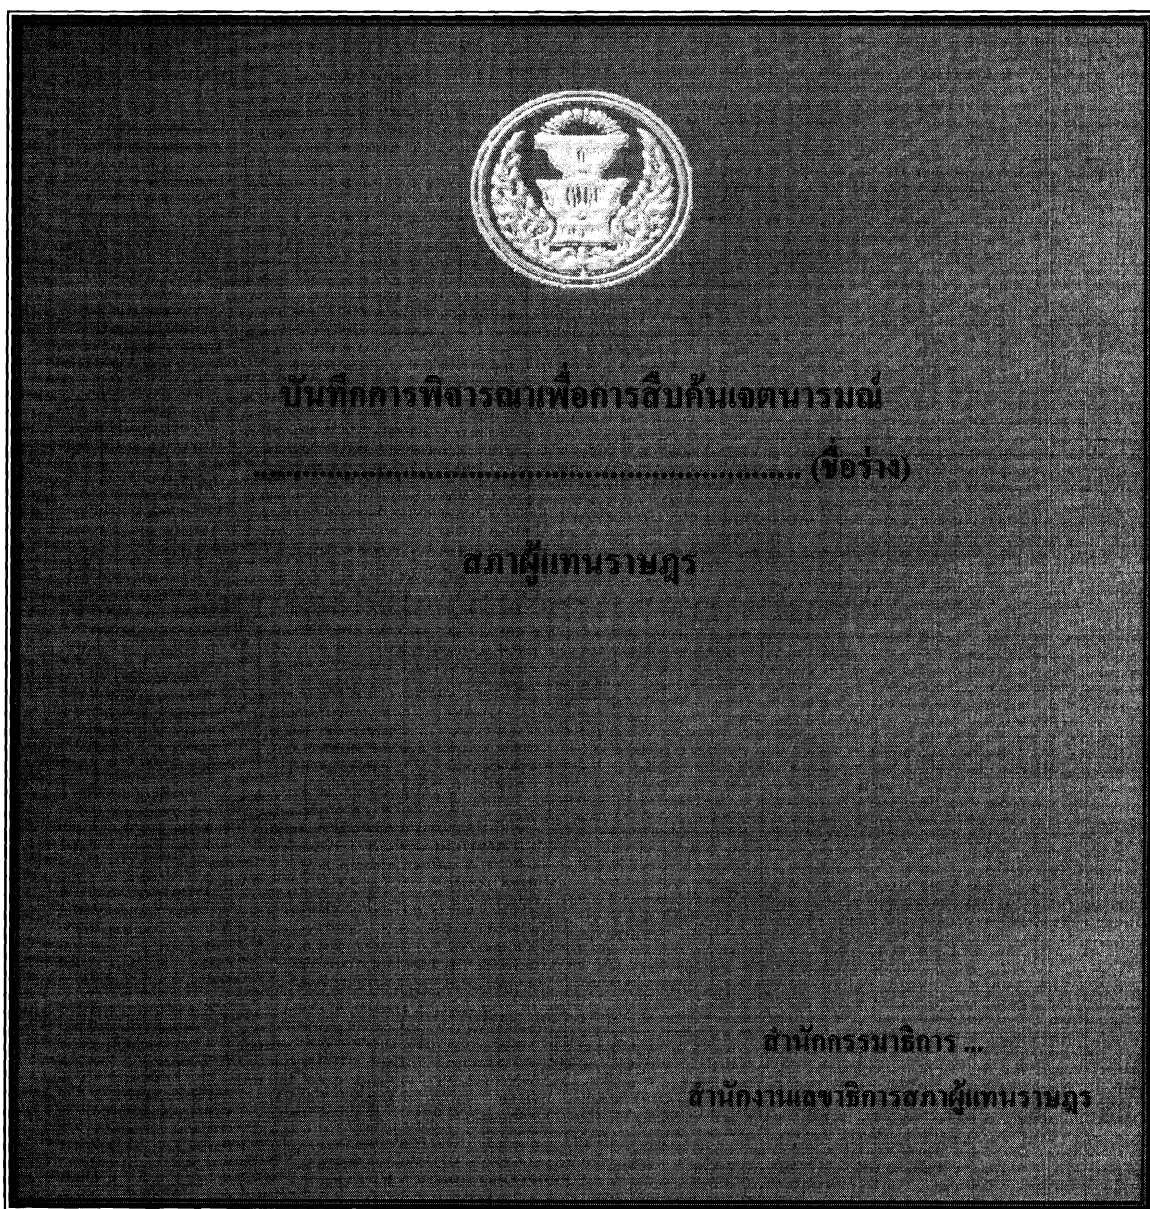 บันทึกการพิจารณาเพื่อการสืบค้นเจตนารมณ์
.................................................................... (ชื่อร่าง)
สภาผู้แทนราษฎร
สำนักกรรมาธิการ ...
สำนักงานเลขาธิการสภาผู้แทนราษฎร